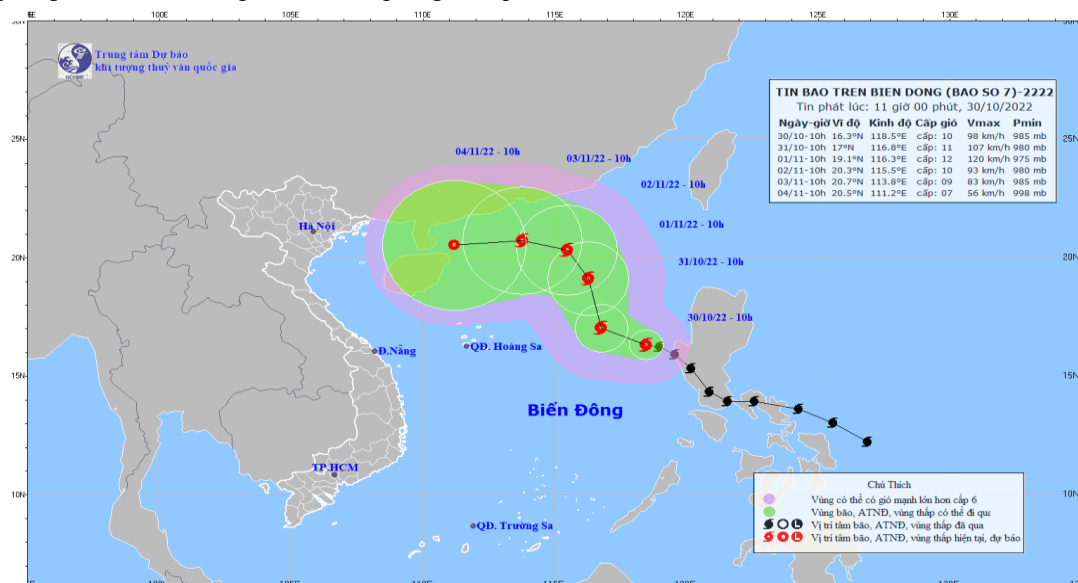 100E 105E 110E 115E 120E 125E 130E
Trung tâm Dự báo
khí tượng thuỷ văn quốc gia
NCHMF
TIN BAO TREN BIEN DONG (BAO SO 7)-2222
Tin phát lúc: 11 giờ 00 phút, 30/10/2022
Ngày-giờ Vĩ độ Kinh độ Cấp gió Vmax Pmin
30/10-10h 16.3°N 118.5°E cấp: 10 98 km/h 985 mb
31/10-10h 17°N 116.8°E cấp: 11 107 km/h 980 mb
01/11-10h 19.1°N 116.3°E cấp: 12 120 km/h 975 mb
02/11-10h 20.3°N 115.5°E cấp: 10 93 km/h 980 mb
03/11-10h 20.7°N 113.8°E cấp: 09 83 km/h 985 mb
04/11-10h 20.5°N 111.2°E cấp: 07 56 km/h 998 mb
25N 25N
04/11/22 - 10h
03/11/22 - 10h
02/11/22 - 10h
01/11/22 - 10h
31/10/22 - 10h
30/10/22 - 10h
Hà Nội
20N 20N
QĐ. Hoàng Sa
Đ.Nẵng
15N 15N
Biển Đông
TP.HCM
10N 10N
QĐ. Trường Sa
Chú Thích
Vùng có thể có gió mạnh lớn hơn cấp 6
Vùng bão, ATNĐ, vùng thấp có thể đi qua
Vị trí tâm bão, ATNĐ, vùng thấp đã qua
Vị trí tâm bão, ATNĐ, vùng thấp hiện tại, dự báo
100E 105E 110E 115E 120E 125E